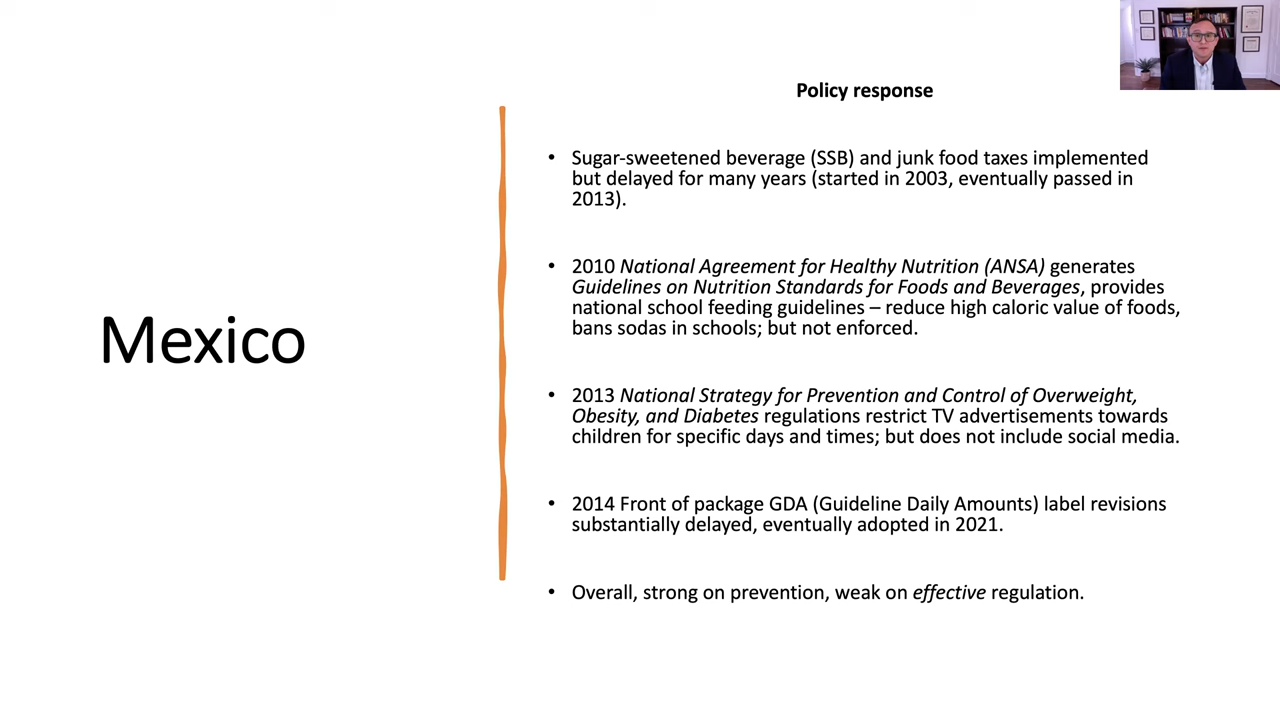 Policy response
Mexico
• Sugar-sweetened beverage (SSB) and junk food taxes implemented
but delayed for many years (started in 2003, eventually passed in
2013).
• 2010 National Agreement for Healthy Nutrition (ANSA) generates
Guidelines on Nutrition Standards for Foods and Beverages, provides
national school feeding guidelines – reduce high caloric value of foods,
bans sodas in schools; but not enforced.
• 2013 National Strategy for Prevention and Control of Overweight,
Obesity, and Diabetes regulations restrict TV advertisements towards
children for specific days and times; but does not include social media.
• 2014 Front of package GDA (Guideline Daily Amounts) label revisions
substantially delayed, eventually adopted in 2021.
• Overall, strong on prevention, weak on effective regulation.